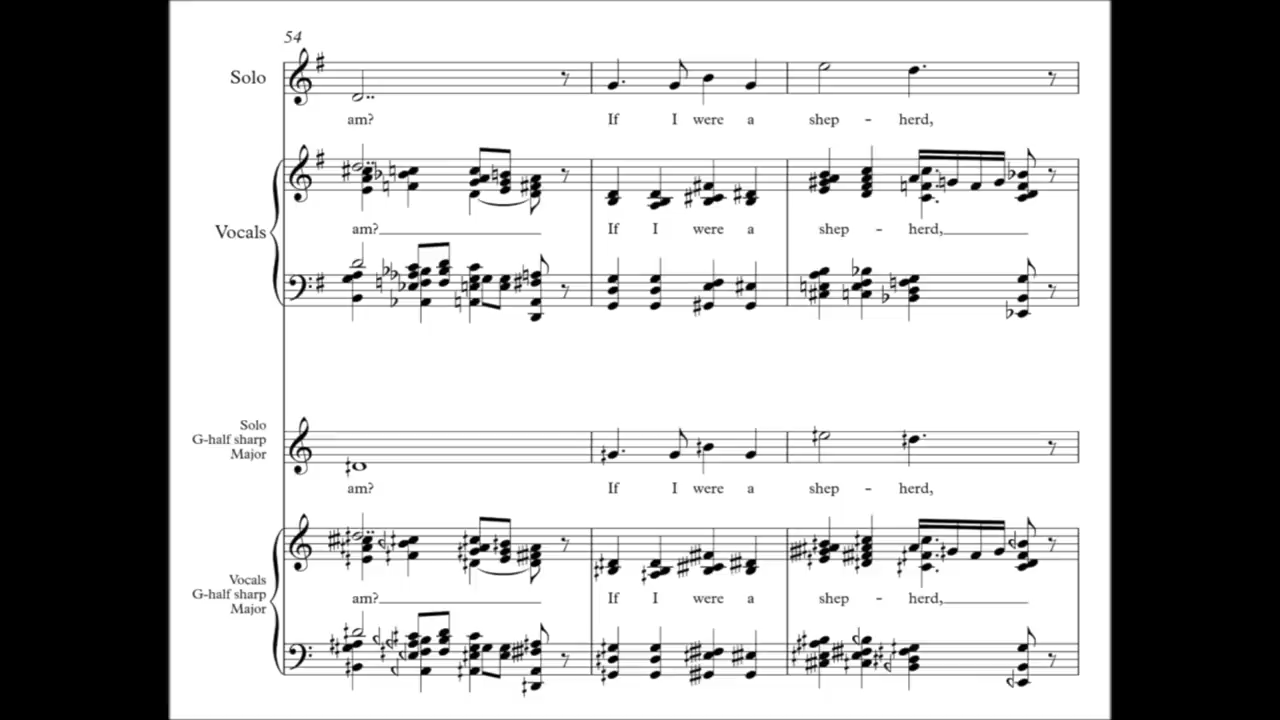 54
Solo
am? If I were a shep - herd,
Vocals
am? If I were a shep - herd,
Solo
G-half sharp
Major
am? If I were a shep - herd,
Vocals
G-half sharp
Major
am? If I were a shep - herd,